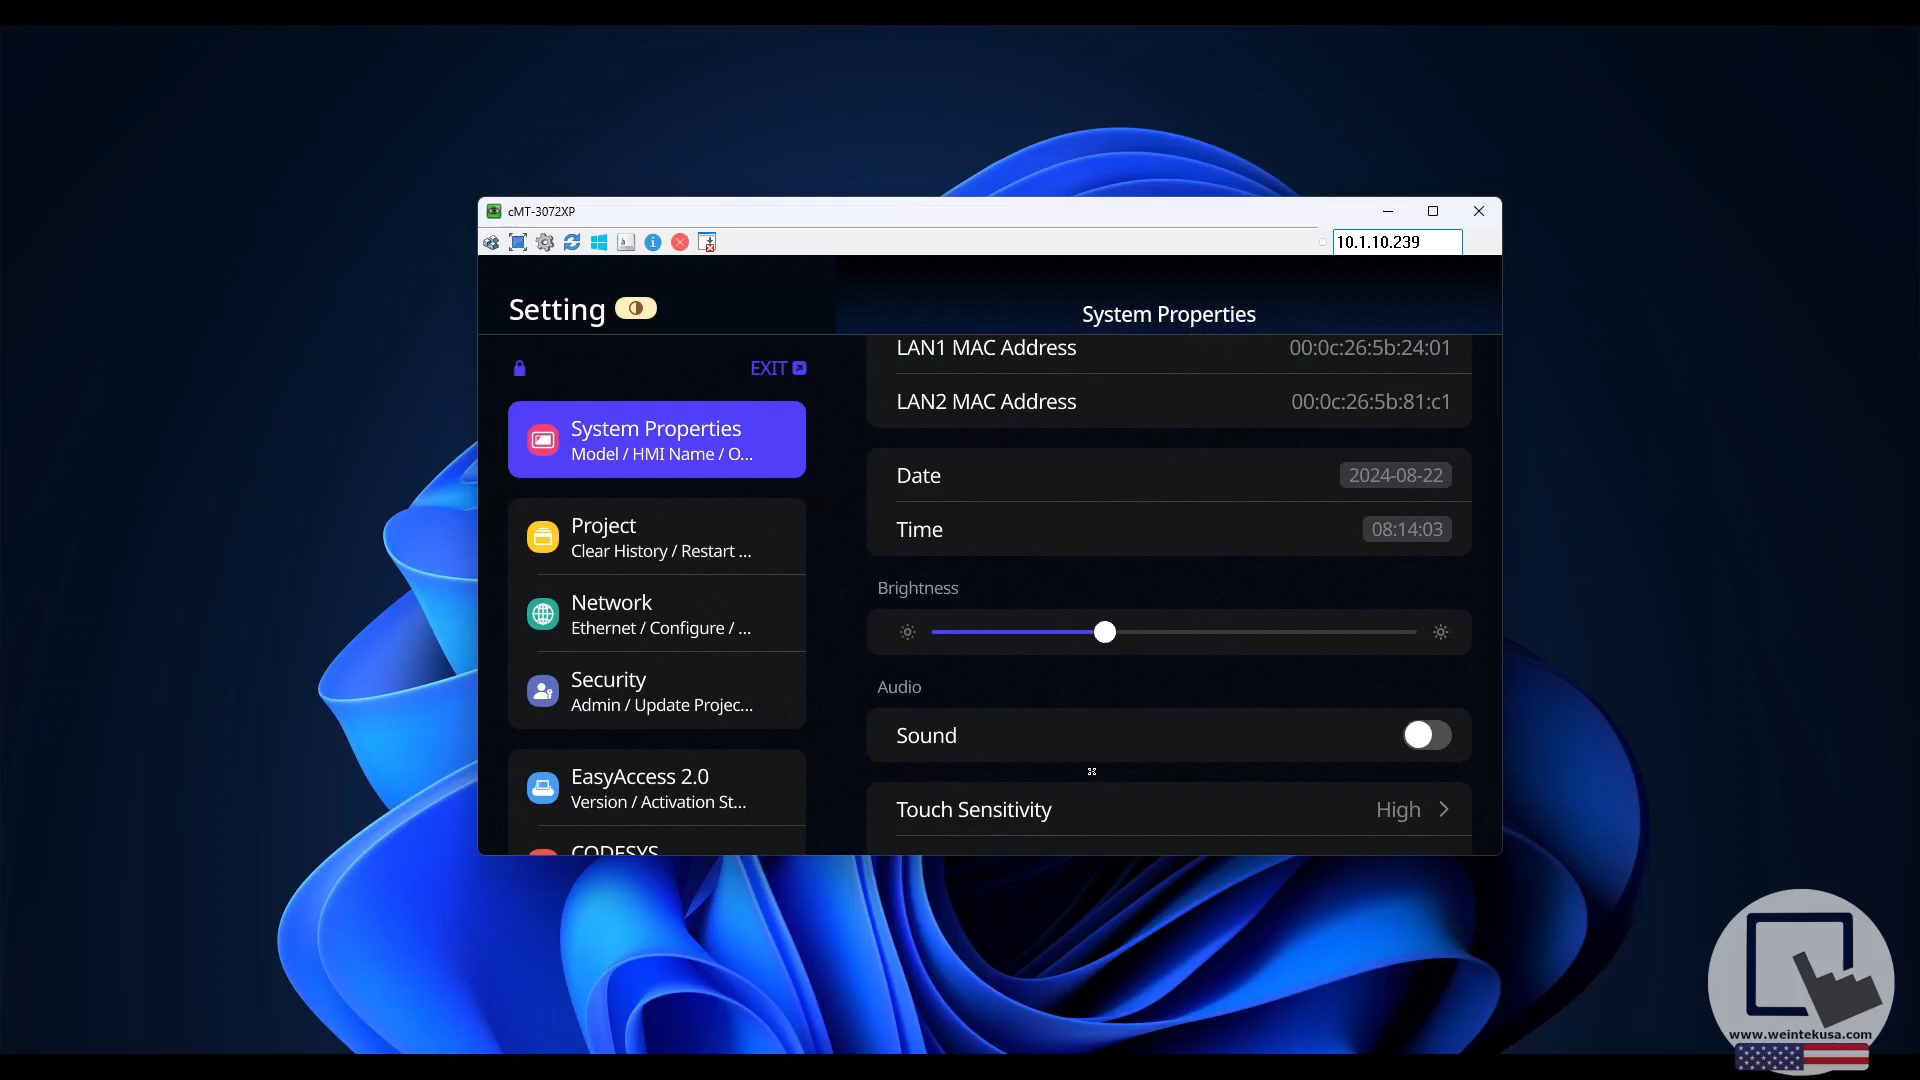 cMT-3072XP
10.1.10.239
Setting
System Properties
EXIT
System Properties
Model / HMI Name / O...
Project
Clear History / Restart ...
Network
Ethernet / Configure / ...
Security
Admin / Update Projec...
EasyAccess 2.0
Version / Activation St...
CODESYS
LAN1 MAC Address 00:0c:26:5b:24:01
LAN2 MAC Address 00:0c:26:5b:81:c1
Date 2024-08-22
Time 08:14:03
Brightness
Audio
Sound
Touch Sensitivity High
www.weintekusa.com